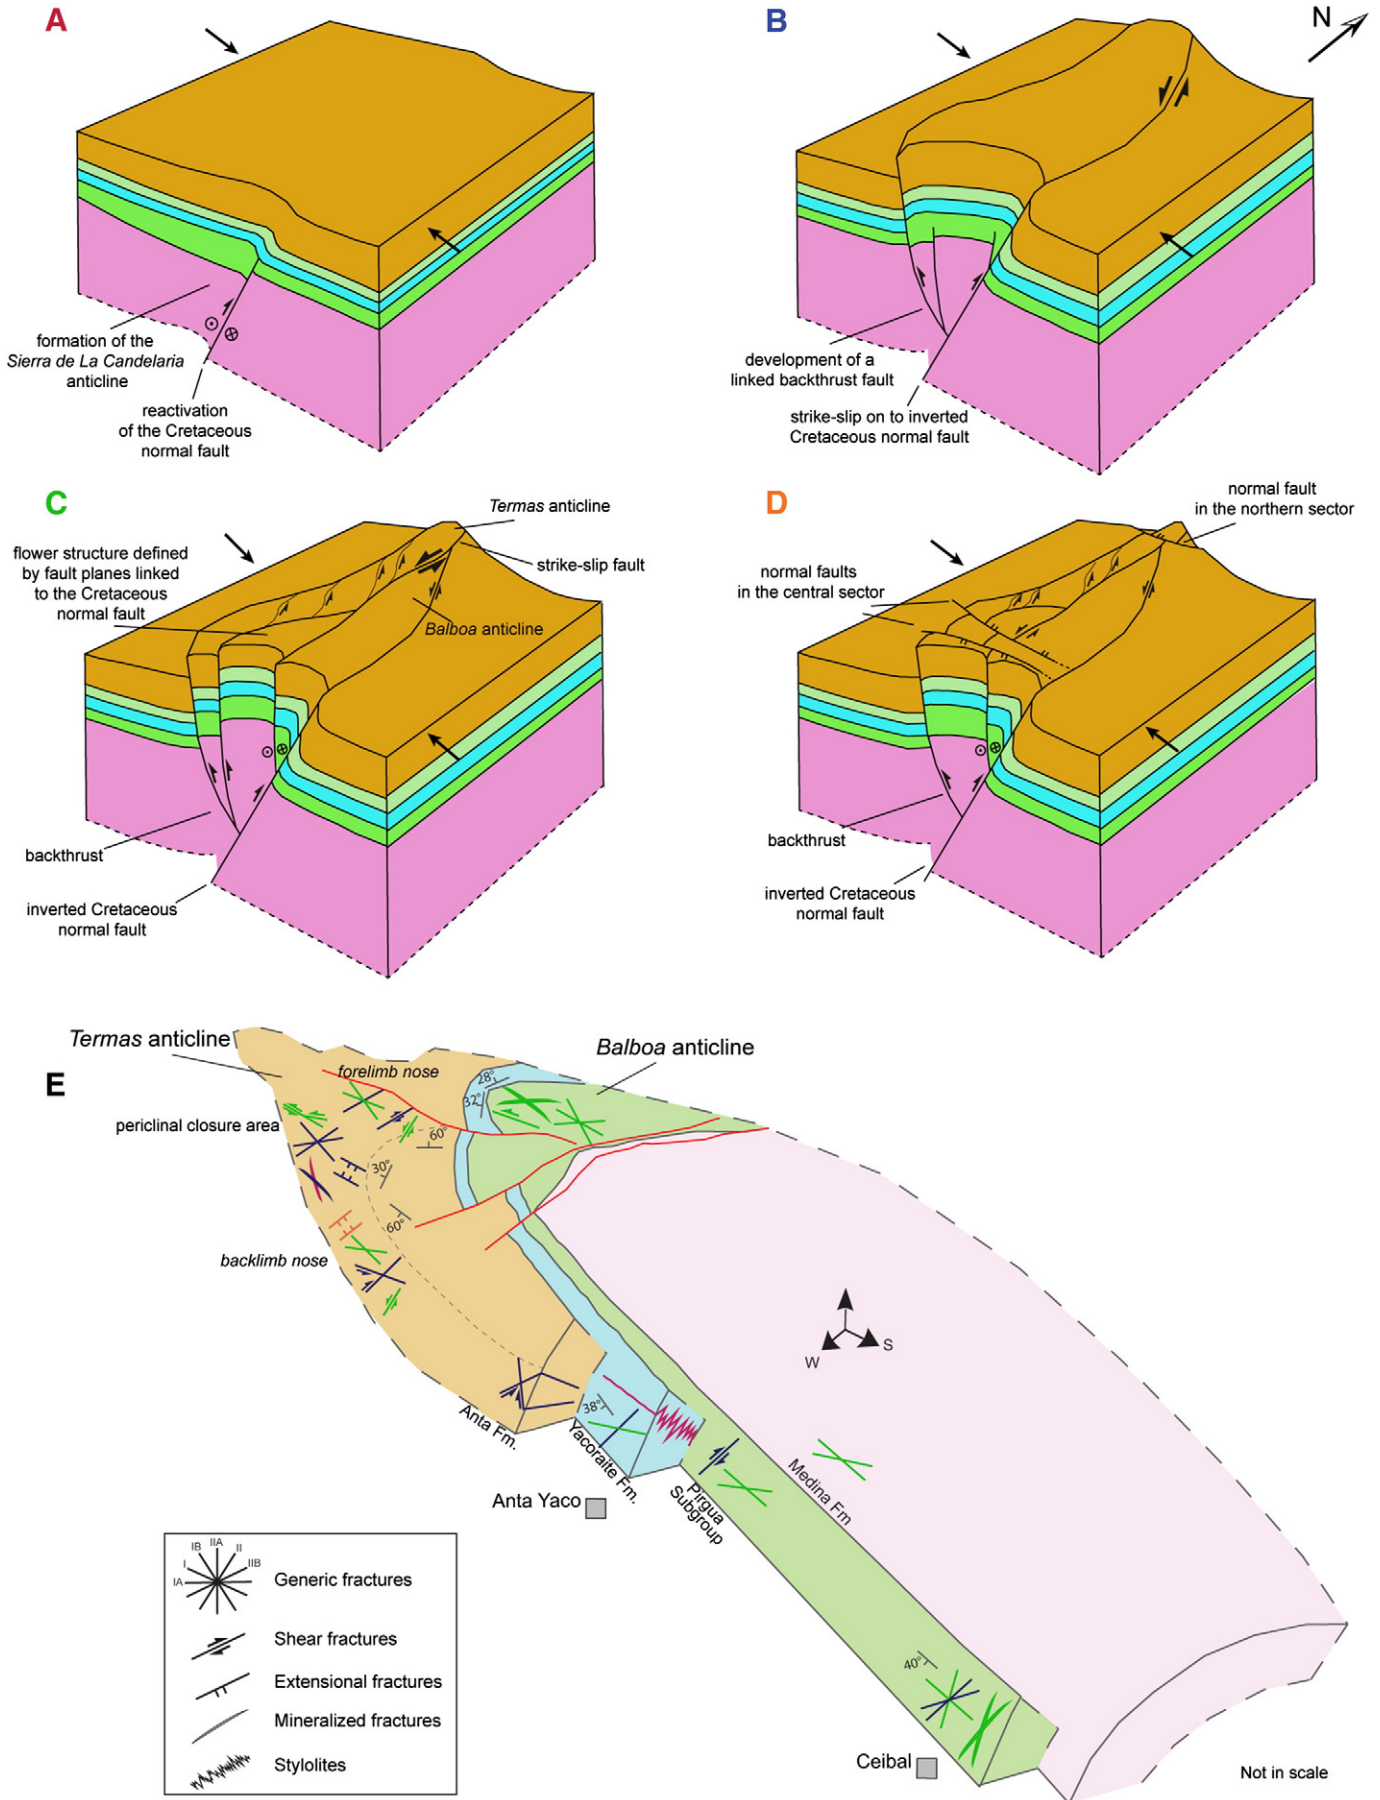 A
B
N
formation of the
Sierra de La Candelaria
anticline
reactivation
of the Cretaceous
normal fault
development of a
linked backthrust fault
strike-slip on to inverted
Cretaceous normal fault
C
Termas anticline
flower structure defined
by fault planes linked
to the Cretaceous
normal fault
strike-slip fault
Balboa anticline
backthrust
inverted Cretaceous
normal fault
D
normal fault
in the northern sector
normal faults
in the central sector
backthrust
inverted Cretaceous
normal fault
E
Termas anticline
forelimb nose
Balboa anticline
periclinal closure area
28°
32°
60°
30°
60°
backlimb nose
W
S
38°
Anta Fm.
Yacoraite Fm.
Pirgua
Subgroup
Medina Fm
Anta Yaco
40°
Ceibal
Not in scale
IA
I
IB
IIA
II
IIB
Generic fractures
Shear fractures
Extensional fractures
Mineralized fractures
Stylolites